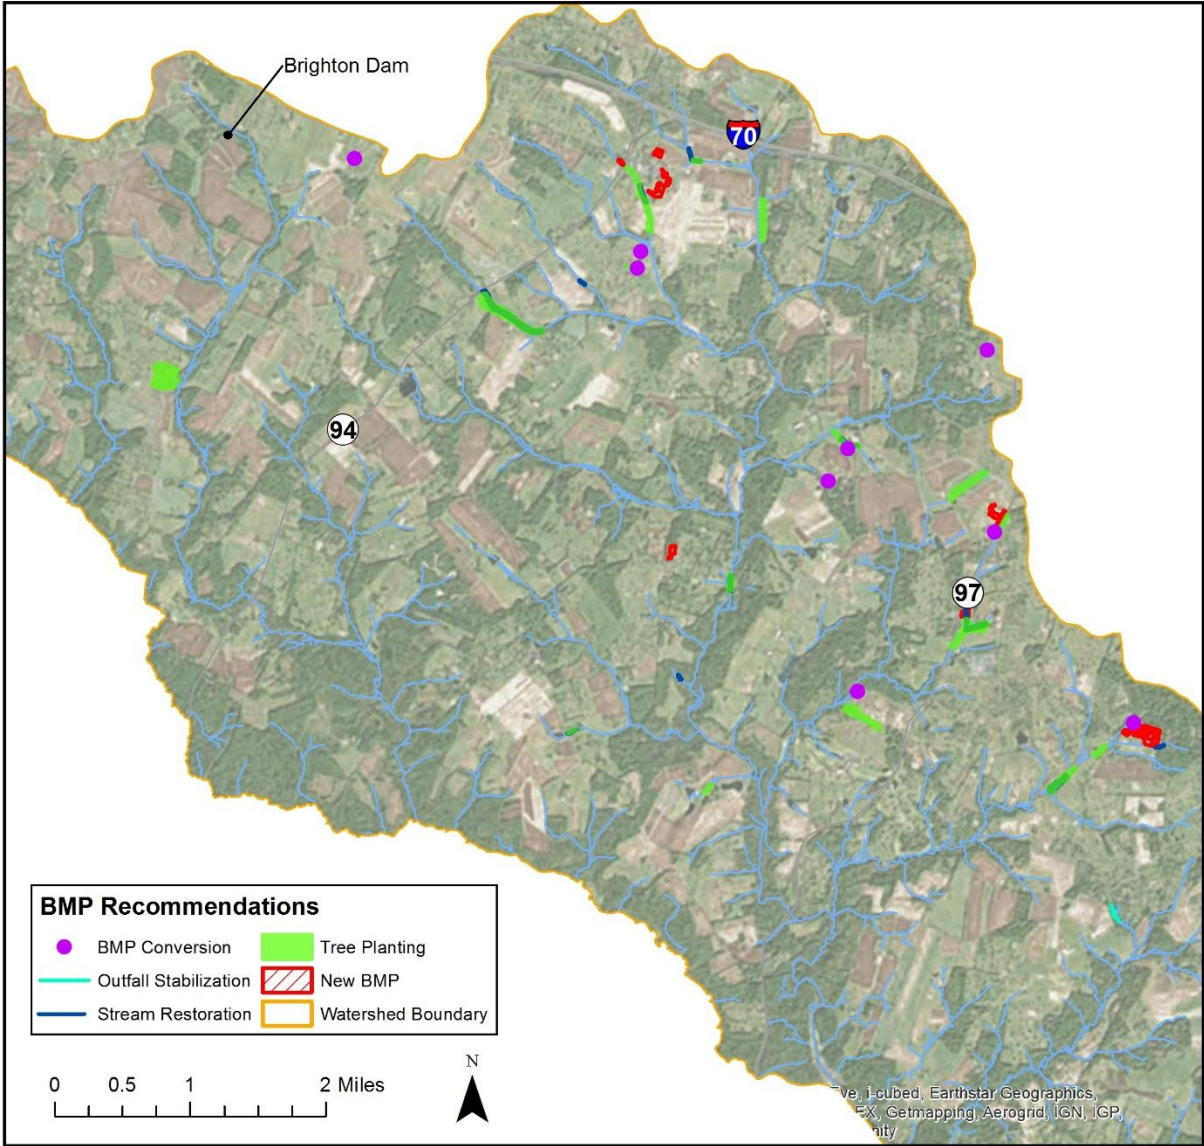 Brighton Dam
70
94
97
BMP Recommendations
BMP Conversion
Tree Planting
Outfall Stabilization
New BMP
Stream Restoration
Watershed Boundary
N
0 0.5 1 2 Miles
i-cubed, Earthstar Geographics,
Getmapping, Aerogrid, IGN, IGP,